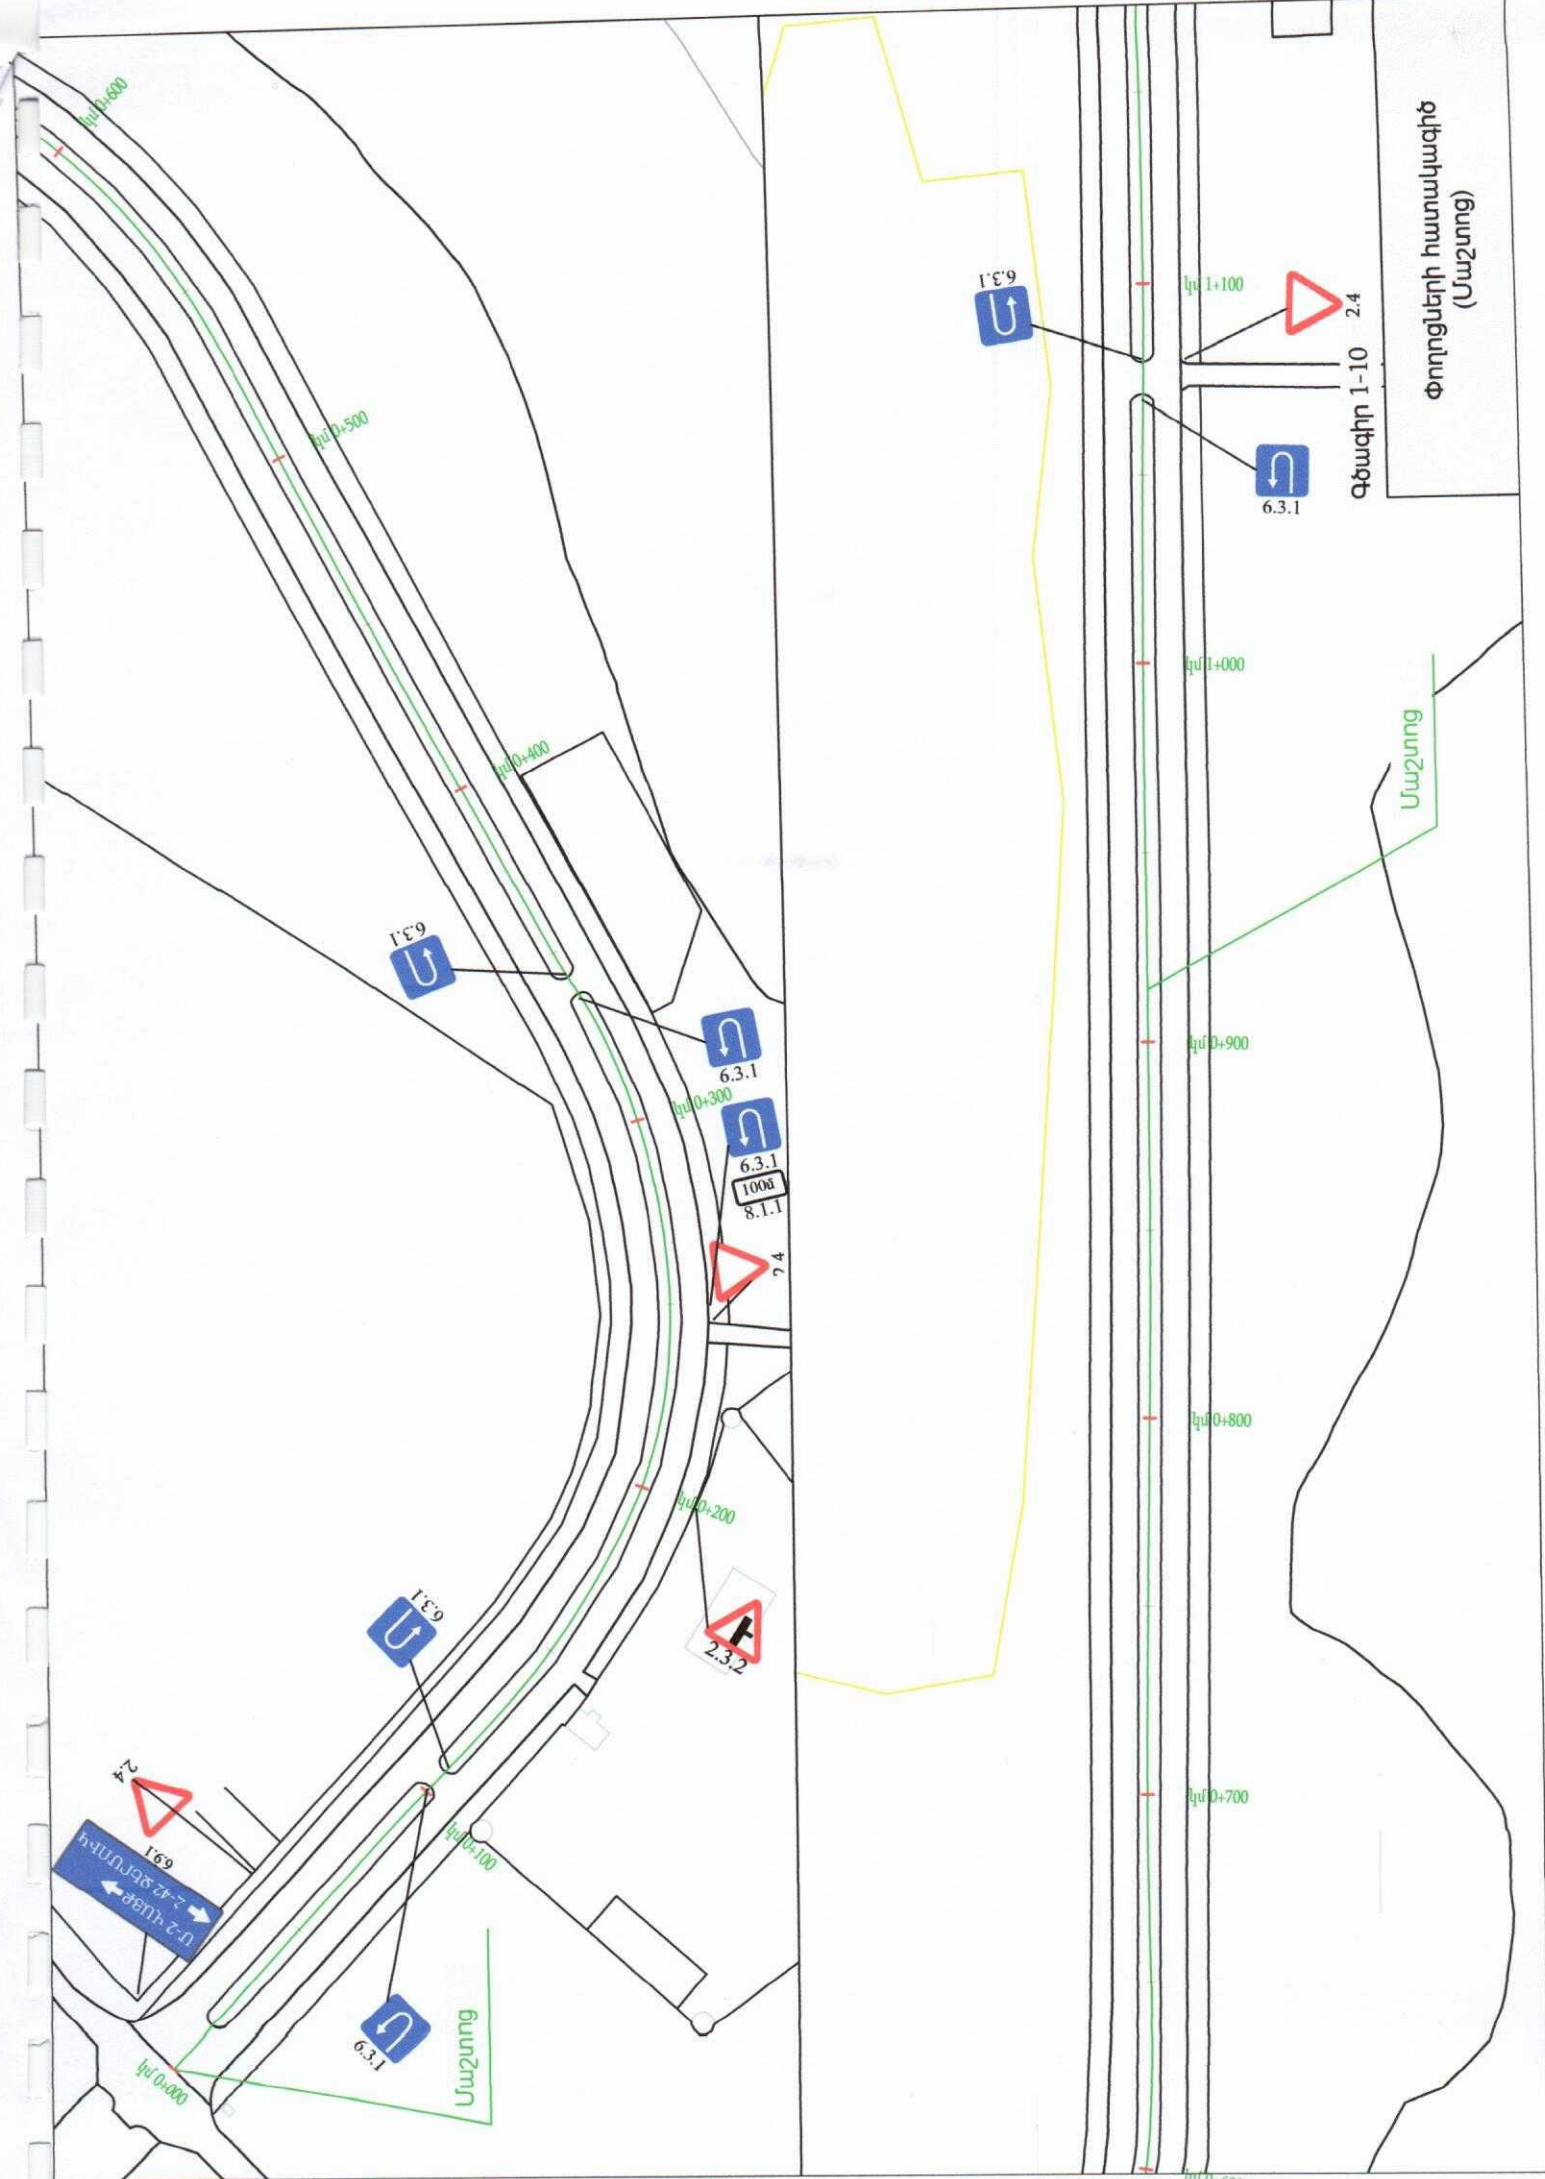 Փողոցների հատակագիծ
(Մաշտոց)
Գծագիր 1-10
կմ 0+600
կմ 0+500
կմ 0+400
6.3.1
6.3.1
կմ 0+300
6.3.1
100մ
8.1.1
2.4
կմ 0+200
2.3.2
6.3.1
2.4
6.9.1
Մ-2 ՎԱՅՔ
2-42 ՋԵՐՄՈՒԿ
կմ 0+100
6.3.1
Մաշտոց
կմ 0+000
6.3.1
կմ 1+100
2.4
6.3.1
կմ 1+000
Մաշտոց
կմ 0+900
կմ 0+800
կմ 0+700